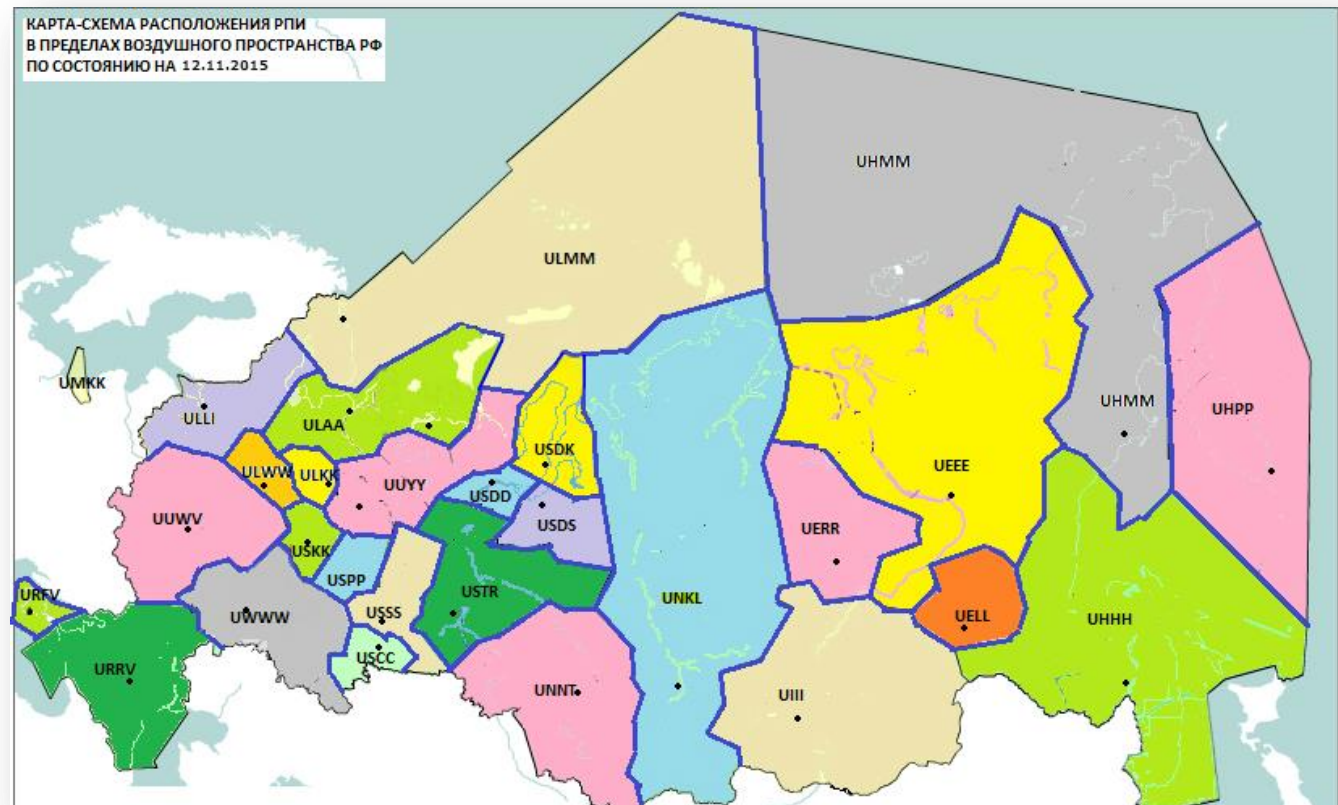 КАРТА-СХЕМА РАСПОЛОЖЕНИЯ РПИ
В ПРЕДЕЛАХ ВОЗДУШНОГО ПРОСТРАНСТВА РФ
ПО СОСТОЯНИЮ НА 12.11.2015
UHMM
ULMM
UMKK
ULLI
ULAA
UHMM
UHPP
USDK
ULWW
ULKK
UUYY
UEEE
USDD
UUWV
USDS
UERR
USKK
USPP
URFV
USTR
UNKL
UWWW
USSS
UELL
UHHH
USCC
URRV
UNNT
UIII